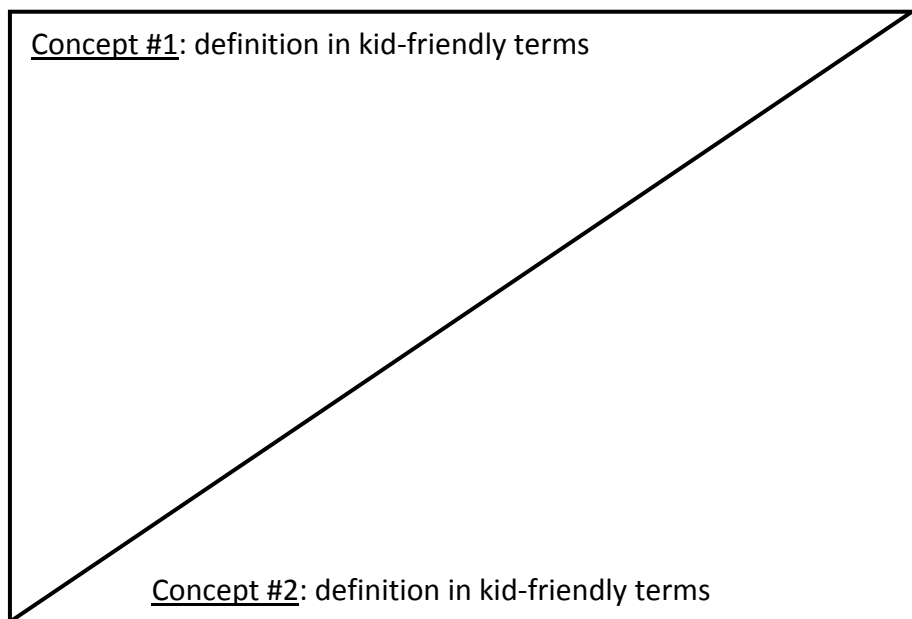 Concept #1: definition in kid-friendly terms
Concept #2: definition in kid-friendly terms